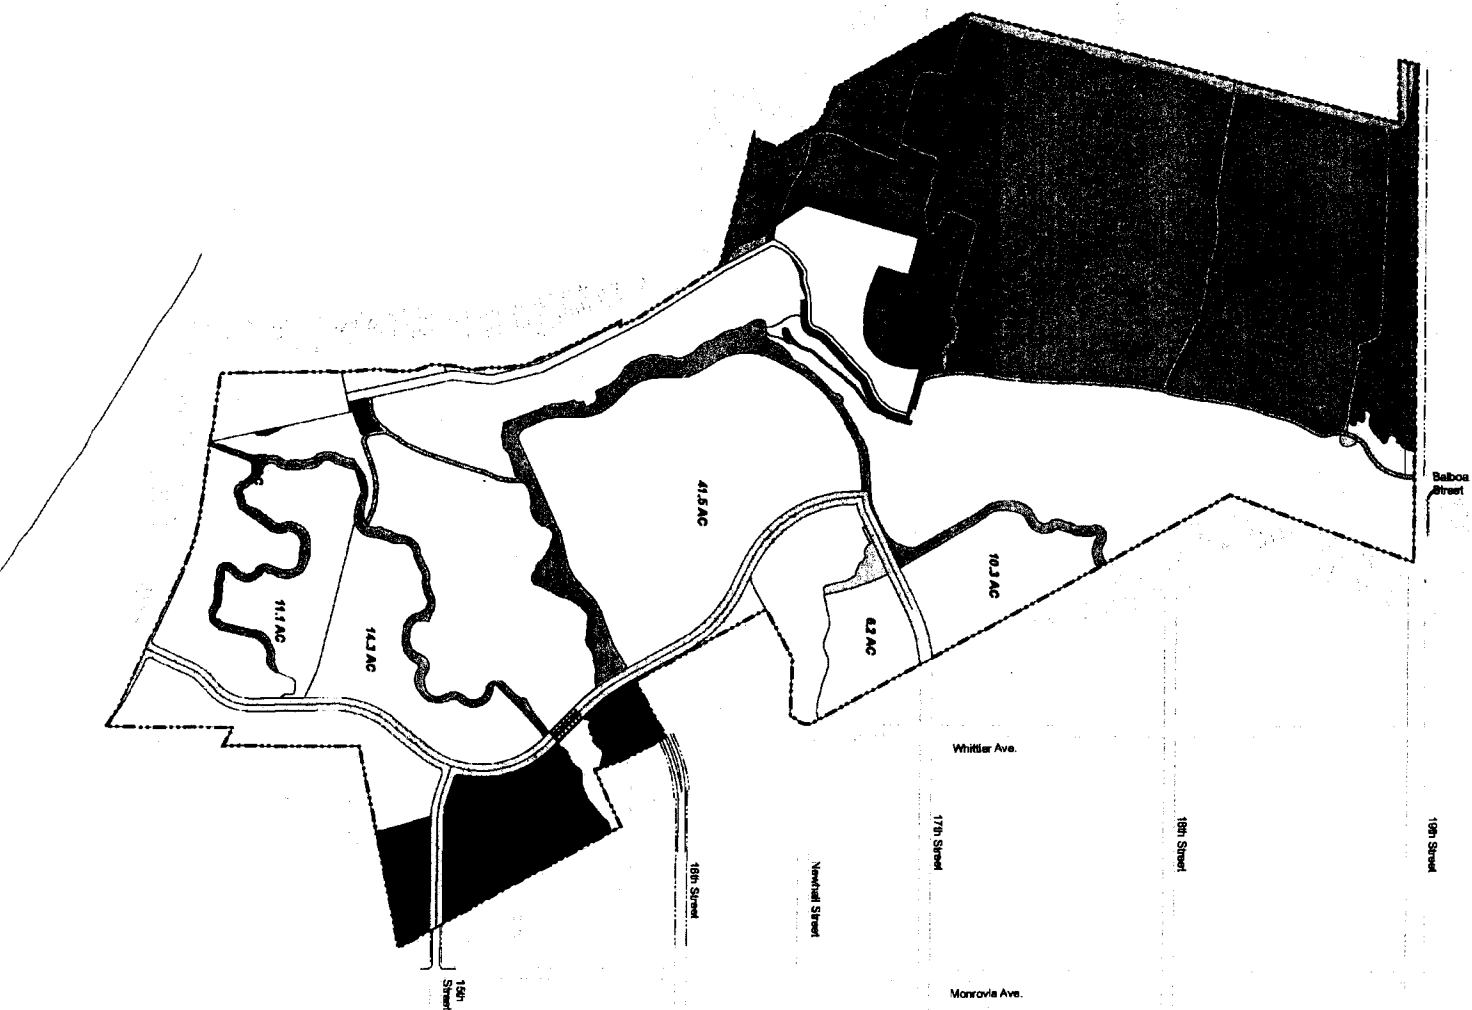 Balboa
Street
41.5 AC
10.3 AC
8.2 AC
11.1 AC
14.3 AC
Whittier Ave.
17th Street
18th Street
19th Street
16th Street
Newhall Street
15th
Street
Monrovia Ave.